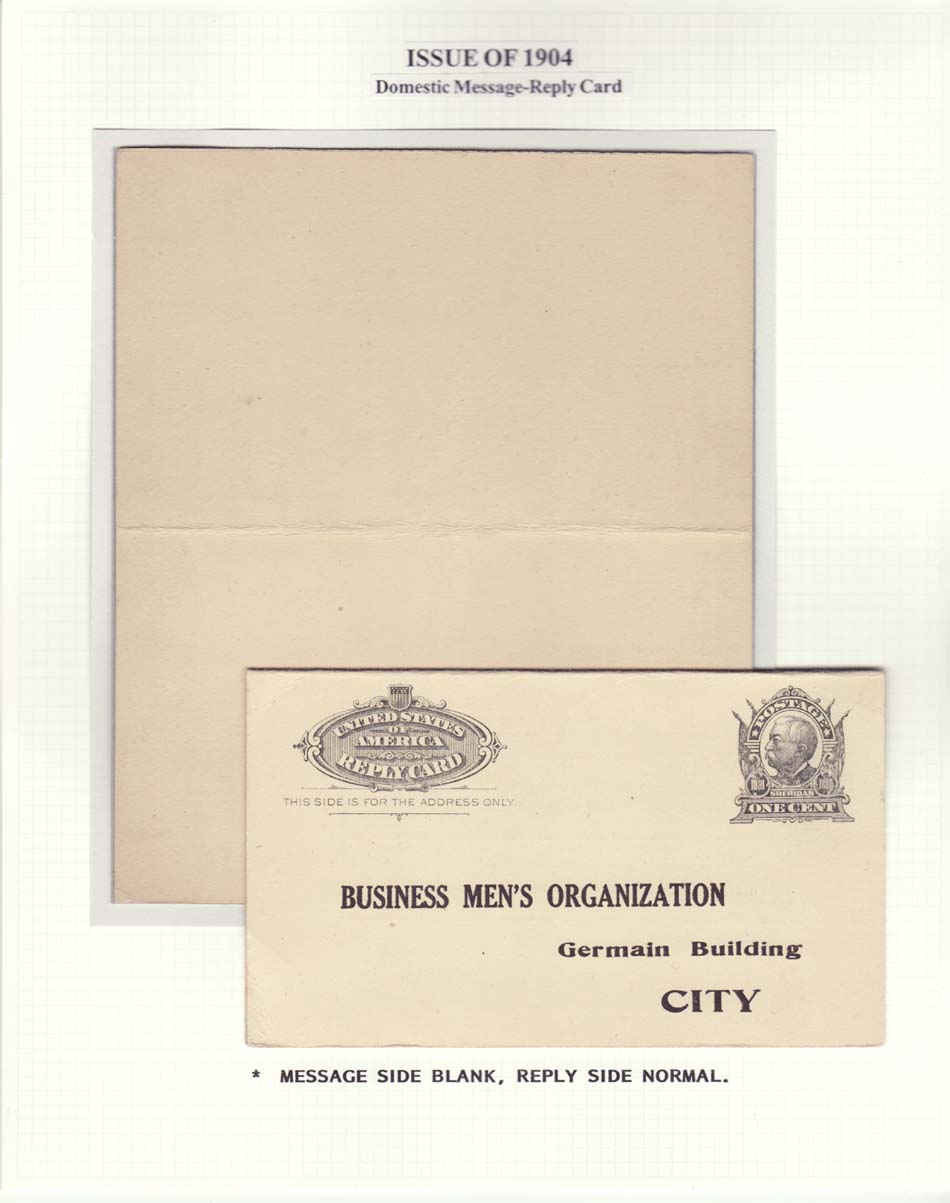 ISSUE OF 1904
Domestic Message-Reply Card
UNITED STATES
OF
AMERICA
REPLY CARD
THIS SIDE IS FOR THE ADDRESS ONLY.
POSTAGE
1831 1888
SHERIDAN
ONE CENT
BUSINESS MEN'S ORGANIZATION
Germain Building
CITY
* MESSAGE SIDE BLANK, REPLY SIDE NORMAL.